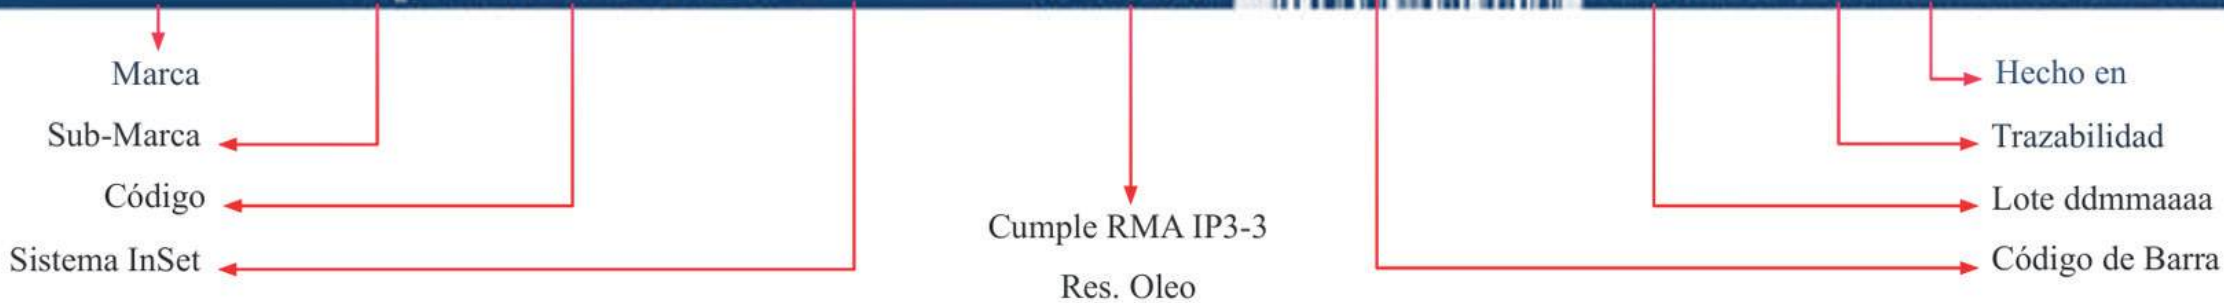 Marca
Sub-Marca
Código
Sistema InSet
Cumple RMA IP3-3
Res. Oleo
Hecho en
Trazabilidad
Lote ddmmaaaa
Código de Barra